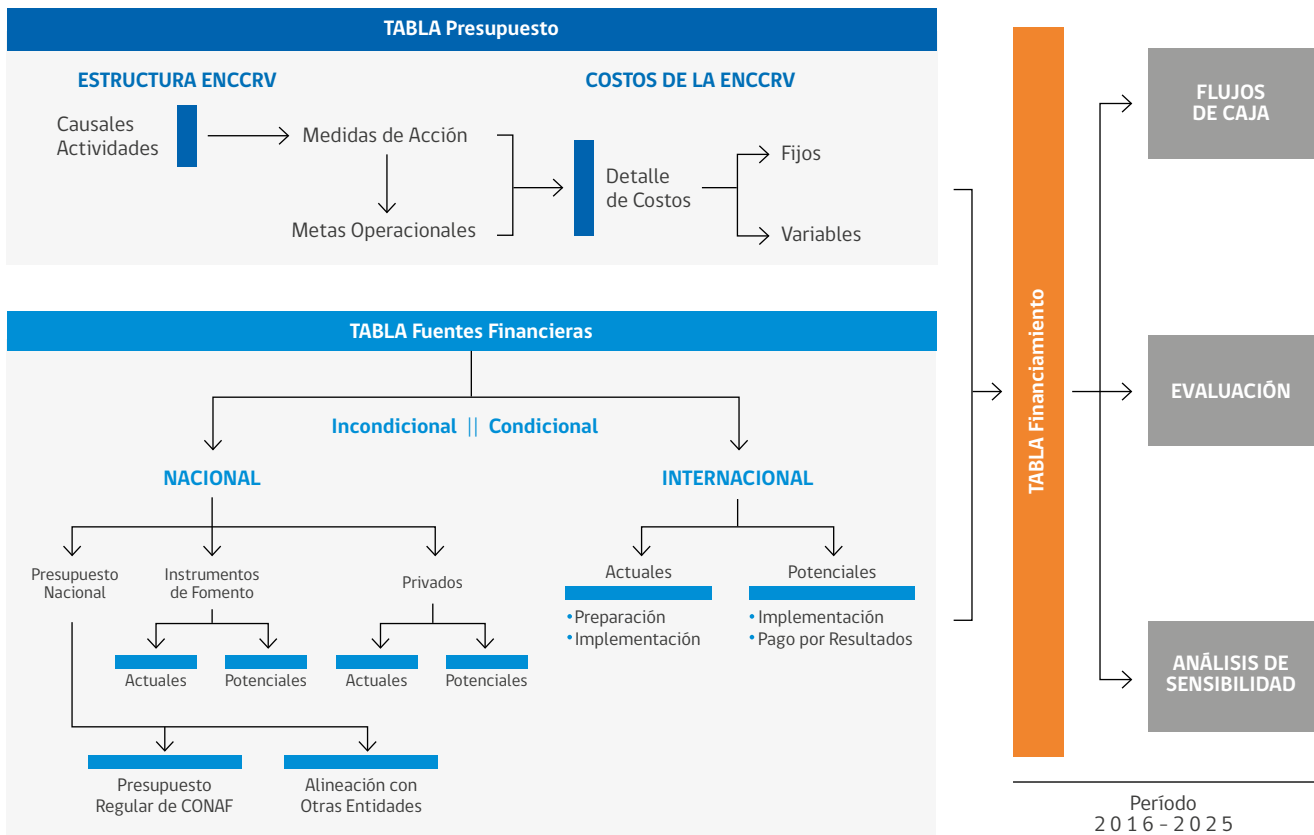 TABLA Presupuesto
ESTRUCTURA ENCCRV
COSTOS DE LA ENCCRV
Causales
Actividades
Medidas de Acción
Metas Operacionales
Detalle
de Costos
Fijos
Variables
TABLA Fuentes Financieras
Incondicional || Condicional
NACIONAL
INTERNACIONAL
Presupuesto
Nacional
Instrumentos
de Fomento
Privados
Actuales
Potenciales
Actuales
Potenciales
Presupuesto
Regular de CONAF
Alineación con
Otras Entidades
Actuales
• Preparación
• Implementación
Potenciales
• Implementación
• Pago por Resultados
TABLA Financiamiento
FLUJOS
DE CAJA
EVALUACIÓN
ANÁLISIS DE
SENSIBILIDAD
Período
2016-2025